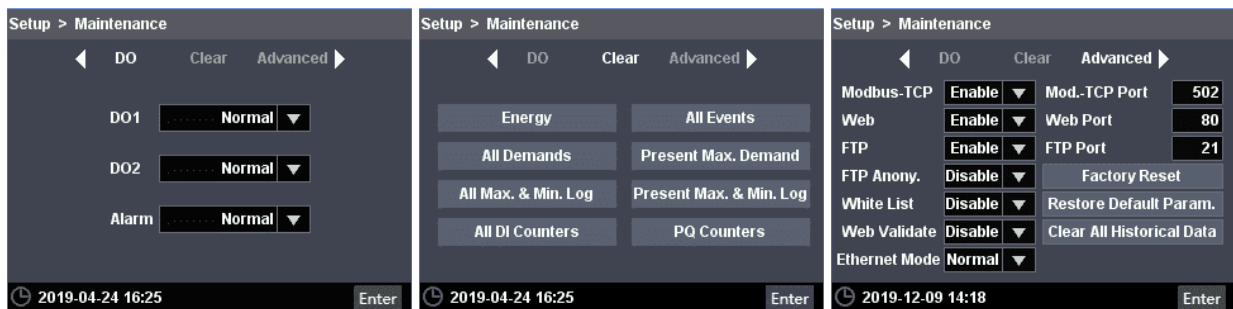 Setup > Maintenance
DO Clear Advanced
DO1 Normal
DO2 Normal
Alarm Normal
2019-04-24 16:25 Enter
Setup > Maintenance
DO Clear Advanced
Energy All Events
All Demands Present Max. Demand
All Max. & Min. Log Present Max. & Min. Log
All DI Counters PQ Counters
2019-04-24 16:25 Enter
Setup > Maintenance
DO Clear Advanced
Modbus-TCP Enable Mod.-TCP Port 502
Web Enable Web Port 80
FTP Enable FTP Port 21
FTP Anony. Disable Factory Reset
White List Disable Restore Default Param.
Web Validate Disable Clear All Historical Data
Ethernet Mode Normal
2019-12-09 14:18 Enter